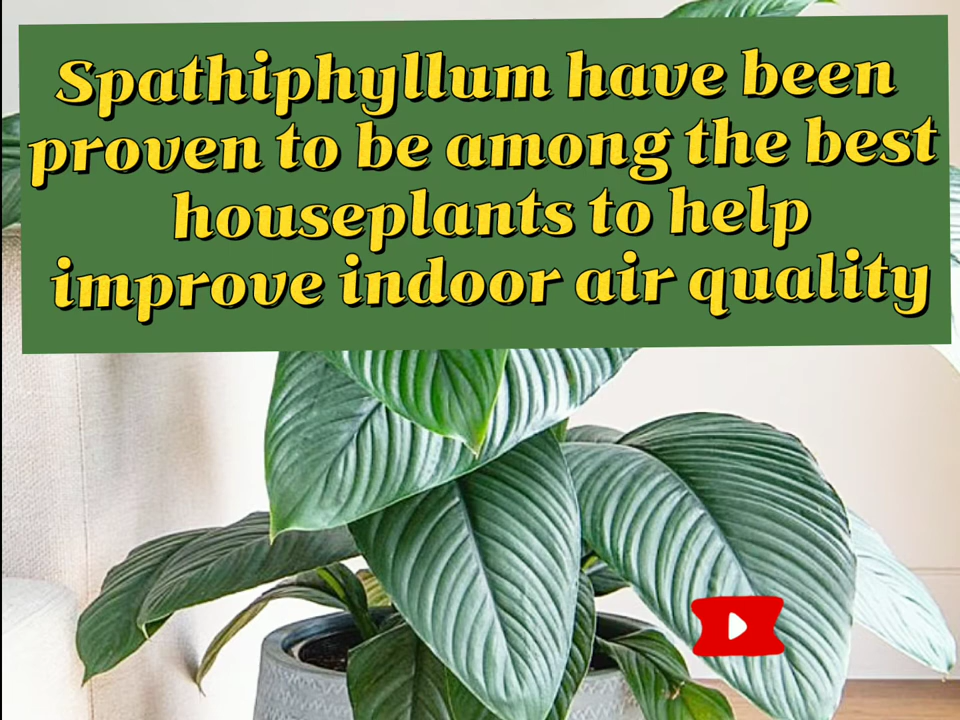 Spathiphyllum have been
proven to be among the best
houseplants to help
improve indoor air quality